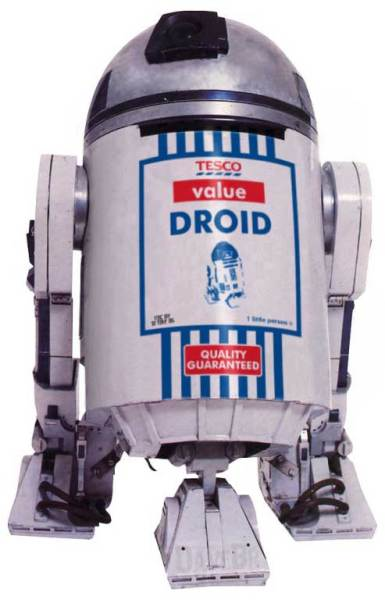 TESCO
value
DROID
1 little person e
QUALITY
GUARANTEED